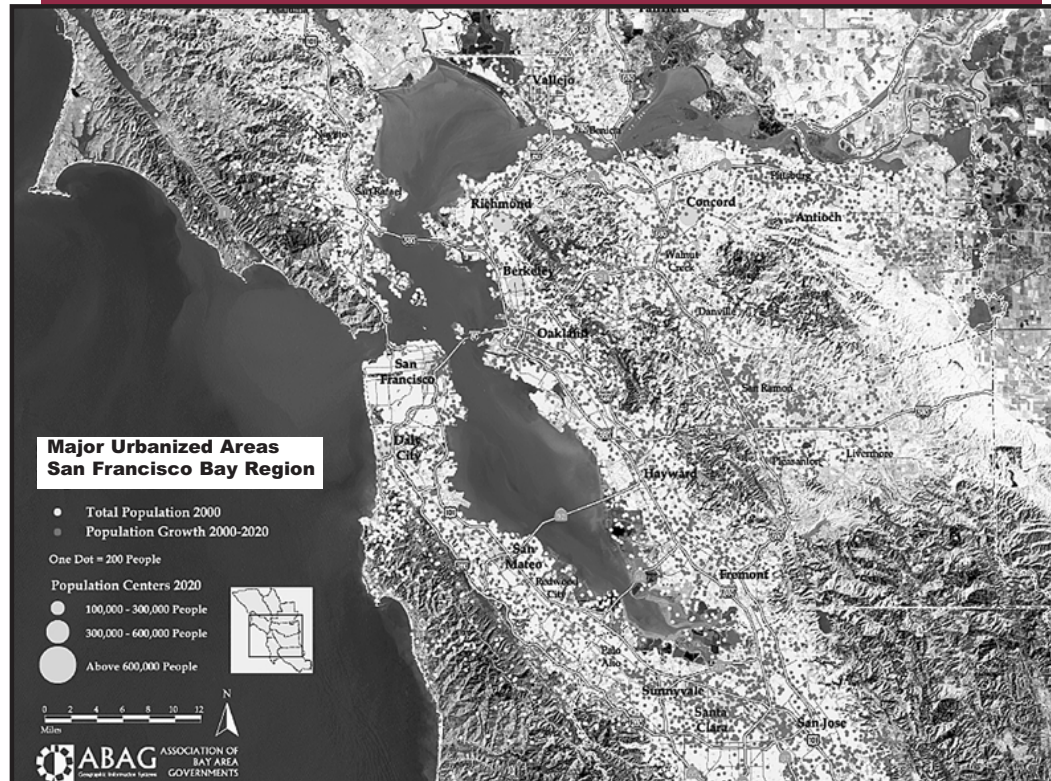 Fairfield
Vallejo
Benicia
Novato
San Rafael
Richmond
Concord
Pittsburg
Antioch
Berkeley
Walnut
Creek
Danville
Oakland
San
Francisco
San Ramon
Daly
City
Pleasanton
Livermore
Hayward
San
Mateo
Redwood
City
Fremont
Palo
Alto
Sunnyvale
Santa
Clara
San Jose
Major Urbanized Areas
San Francisco Bay Region
Total Population 2000
Population Growth 2000-2020
One Dot = 200 People
Population Centers 2020
100,000 - 300,000 People
300,000 - 600,000 People
Above 600,000 People
N
0 2 4 6 8 10 12
Miles
ABAG
Geographic Information Systems
ASSOCIATION OF
BAY AREA
GOVERNMENTS